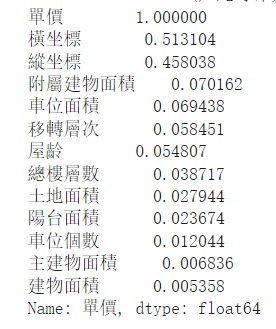 單價 1.000000
橫坐標 0.513104
縱坐標 0.458038
附屬建物面積 0.070162
車位面積 0.069438
移轉層次 0.058451
屋齡 0.054807
總樓層數 0.038717
土地面積 0.027944
陽台面積 0.023674
車位個數 0.012044
主建物面積 0.006836
建物面積 0.005358
Name: 單價, dtype: float64